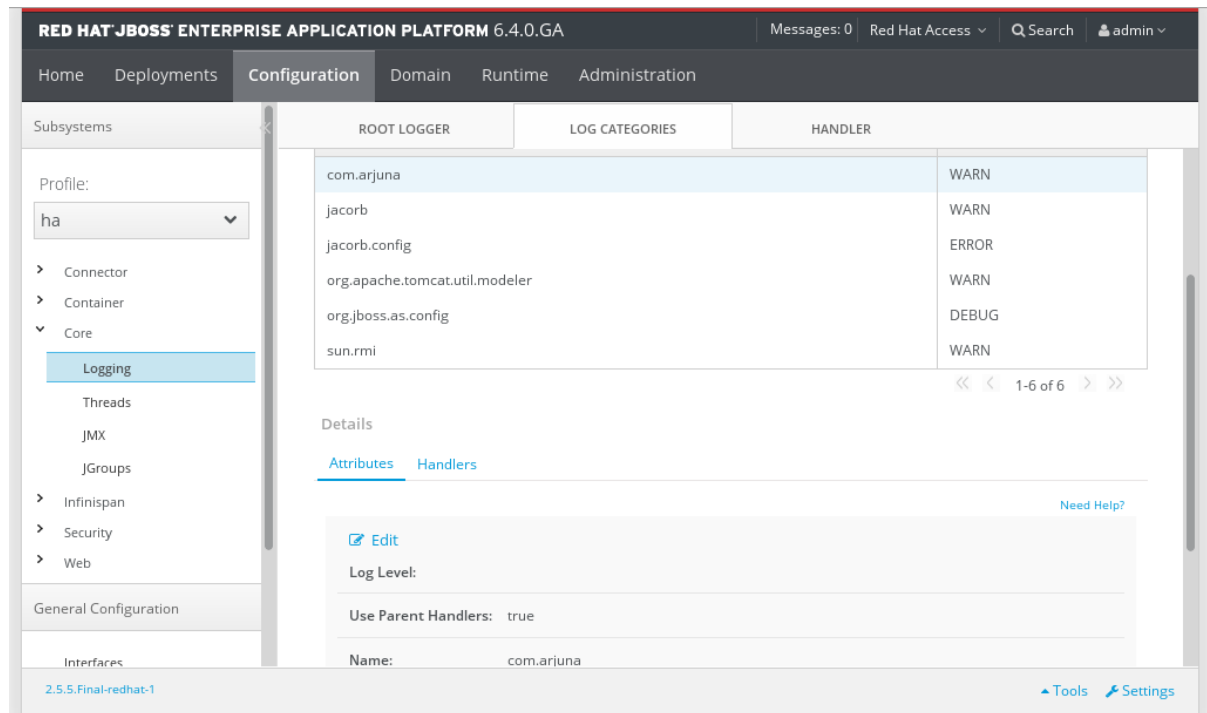 RED HAT JBOSS ENTERPRISE APPLICATION PLATFORM 6.4.0.GA
Messages: 0
Red Hat Access
Search
admin
Home
Deployments
Configuration
Domain
Runtime
Administration
Subsystems
Profile:
ha
Connector
Container
Core
Logging
Threads
JMX
JGroups
Infinispan
Security
Web
General Configuration
Interfaces
ROOT LOGGER
LOG CATEGORIES
HANDLER
com.arjuna WARN
jacorb WARN
jacorb.config ERROR
org.apache.tomcat.util.modeler WARN
org.jboss.as.config DEBUG
sun.rmi WARN
1-6 of 6
Details
Attributes
Handlers
Need Help?
Edit
Log Level:
Use Parent Handlers: true
Name: com.arjuna
2.5.5.Final-redhat-1
Tools
Settings